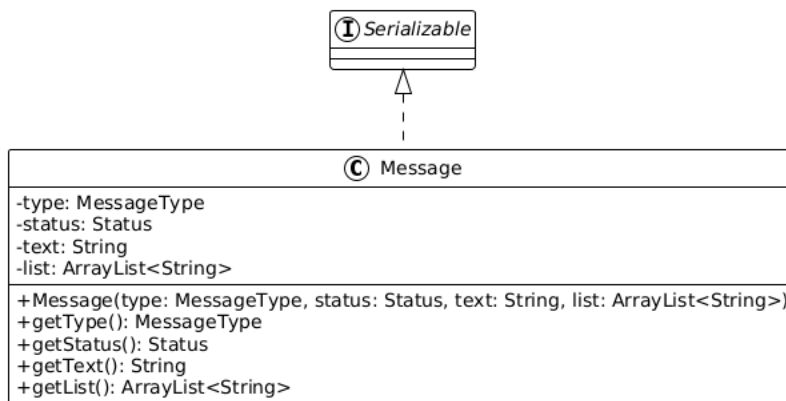 I Serializable
C Message
-type: MessageType
-status: Status
-text: String
-list: ArrayList<String>
+Message(type: MessageType, status: Status, text: String, list: ArrayList<String>)
+getType(): MessageType
+getStatus(): Status
+getText(): String
+getList(): ArrayList<String>